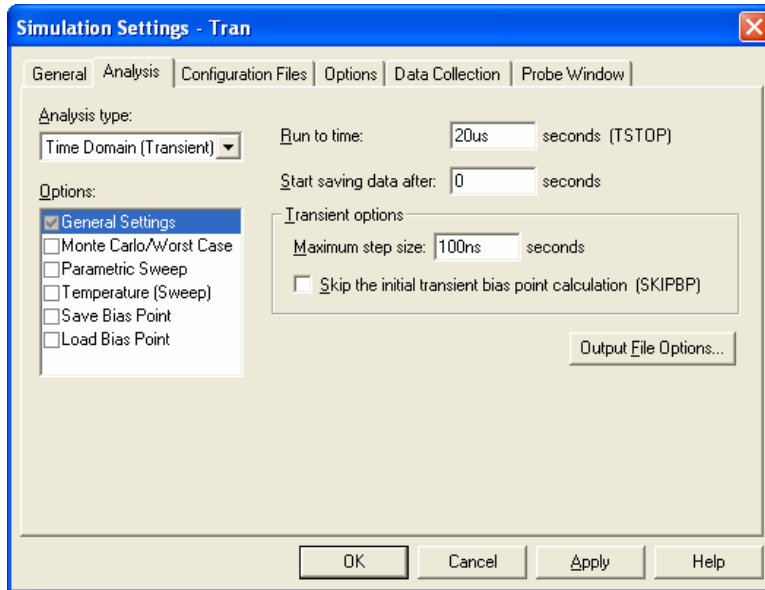 Simulation Settings - Tran
General Analysis Configuration Files Options Data Collection Probe Window
Analysis type:
Time Domain (Transient)
Options:
General Settings
Monte Carlo/Worst Case
Parametric Sweep
Temperature (Sweep)
Save Bias Point
Load Bias Point
Run to time: 20us seconds (TSTOP)
Start saving data after: 0 seconds
Transient options
Maximum step size: 100ns seconds
Skip the initial transient bias point calculation (SKIPBP)
Output File Options...
OK Cancel Apply Help